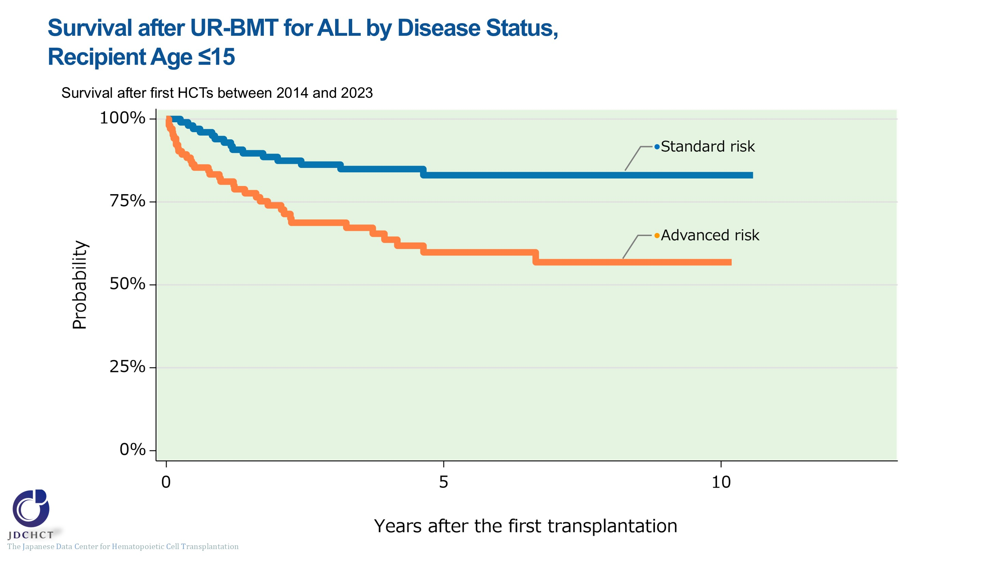 Survival after UR-BMT for ALL by Disease Status,
Recipient Age ≤15
Survival after first HCTs between 2014 and 2023
100%
75%
50%
25%
0%
Probability
Standard risk
Advanced risk
0
5
10
Years after the first transplantation
JDCHCT
The Japanese Data Center for Hematopoietic Cell Transplantation